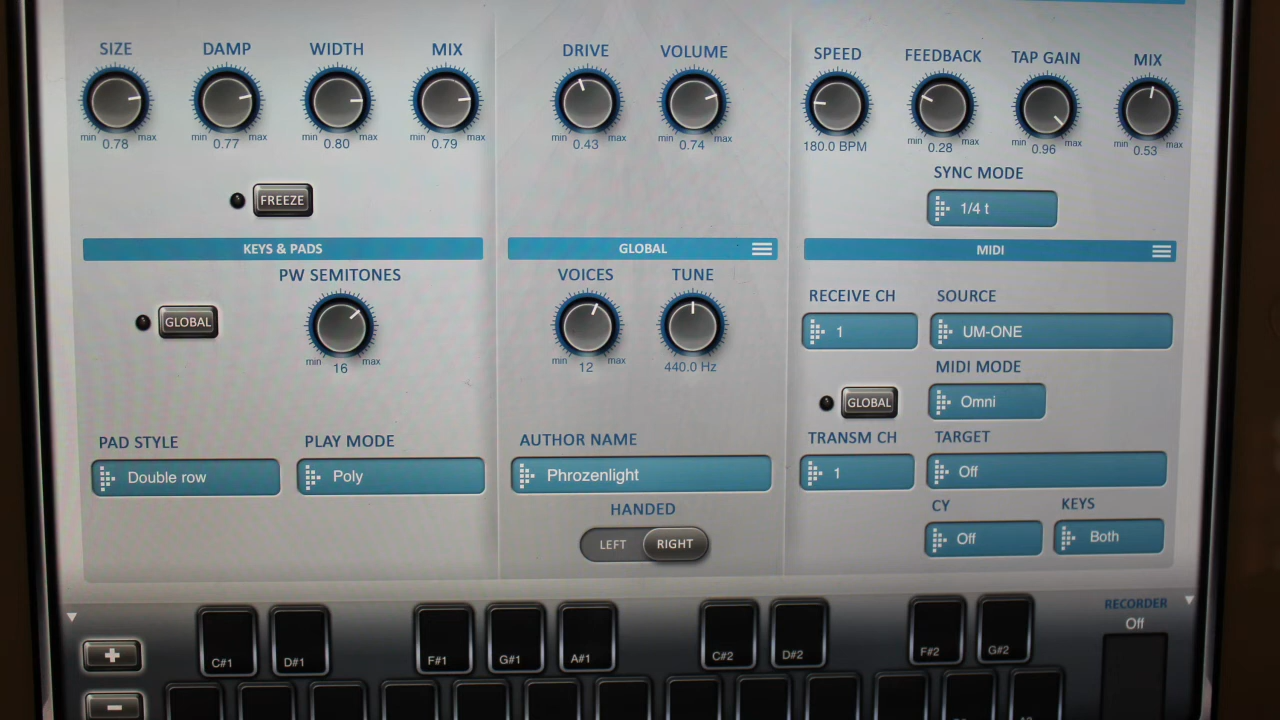 SIZE DAMP WIDTH MIX
min max min max min max min max
0.78 0.77 0.80 0.79
FREEZE
DRIVE VOLUME
min max min max
0.43 0.74
SPEED FEEDBACK TAP GAIN MIX
min max min max min max
180.0 BPM 0.28 0.96 0.53
SYNC MODE
1/4 t
KEYS & PADS
PW SEMITONES
GLOBAL
min max
16
PAD STYLE PLAY MODE
Double row Poly
GLOBAL
VOICES TUNE
min max
12 440.0 Hz
AUTHOR NAME
Phrozenlight
HANDED
LEFT RIGHT
MIDI
RECEIVE CH SOURCE
1 UM-ONE
MIDI MODE
GLOBAL Omni
TRANSM CH TARGET
1 Off
CY KEYS
Off Both
RECORDER
Off
+
C#1 D#1 F#1 G#1 A#1 C#2 D#2 F#2 G#2
-